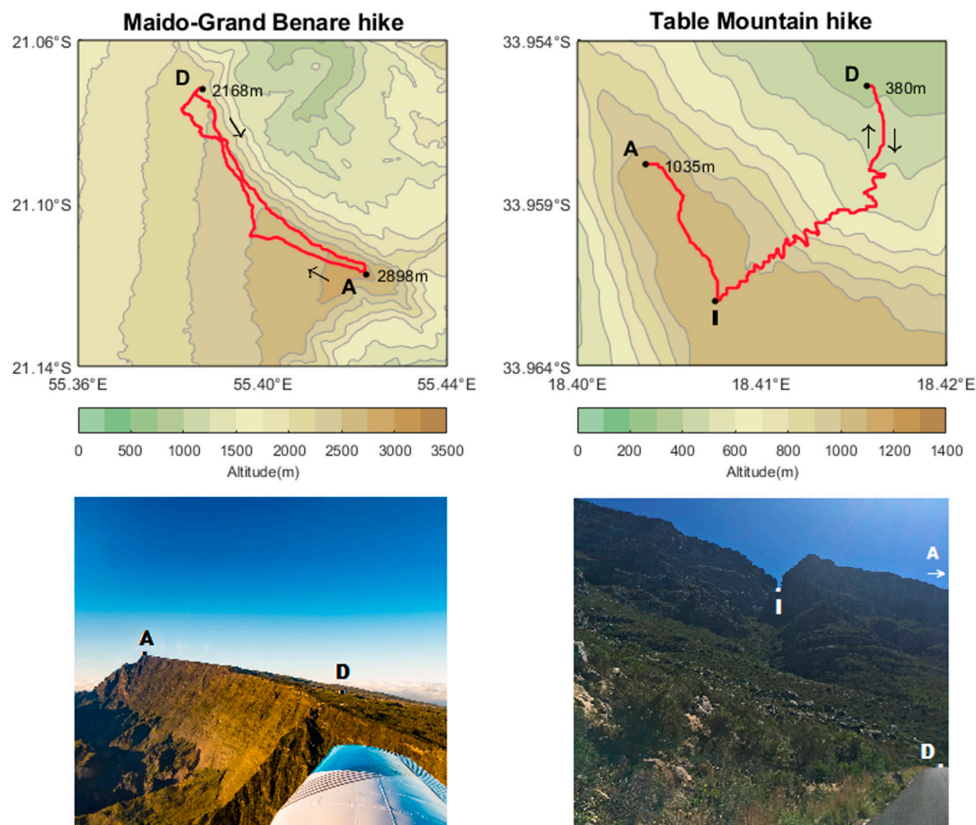 Maido-Grand Benare hike
21.06°S
D
2168m
21.10°S
2898m
A
21.14°S
55.36°E
55.40°E
55.44°E
0 500 1000 1500 2000 2500 3000 3500
Altitude(m)
Table Mountain hike
33.954°S
D
380m
A
1035m
33.959°S
I
33.964°S
18.40°E
18.41°E
18.42°E
0 200 400 600 800 1000 1200 1400
Altitude(m)
A
D
A
I
D